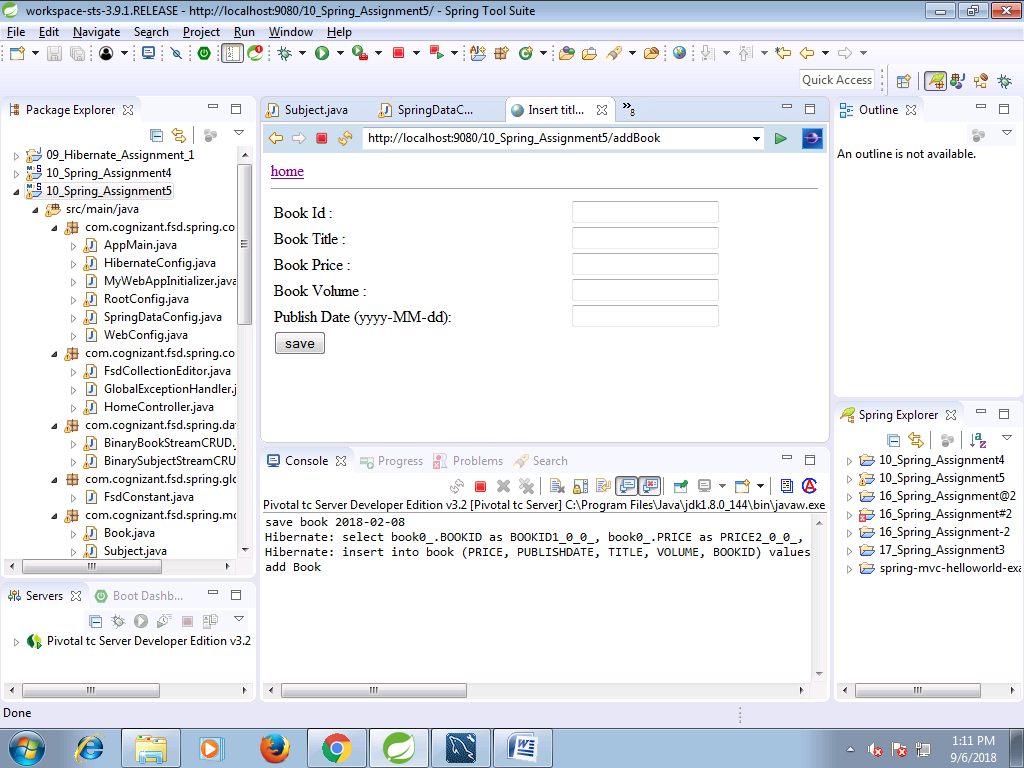 workspace-sts-3.9.1.RELEASE - http://localhost:9080/10_Spring_Assignment5/ - Spring Tool Suite
File Edit Navigate Search Project Run Window Help
Quick Access
Package Explorer
09_Hibernate_Assignment_1
10_Spring_Assignment4
10_Spring_Assignment5
src/main/java
com.cognizant.fsd.spring.co
AppMain.java
HibernateConfig.java
MyWebAppInitializer.java
RootConfig.java
SpringDataConfig.java
WebConfig.java
com.cognizant.fsd.spring.co
FsdCollectionEditor.java
GlobalExceptionHandler.j
HomeController.java
com.cognizant.fsd.spring.da
BinaryBookStreamCRUD.
BinarySubjectStreamCRU
com.cognizant.fsd.spring.glo
FsdConstant.java
com.cognizant.fsd.spring.mo
Book.java
Subject.java
Servers Boot Dashb...
Pivotal tc Server Developer Edition v3.2
Subject.java SpringDataC... Insert titl... »8
http://localhost:9080/10_Spring_Assignment5/addBook
home
Book Id :
Book Title :
Book Price :
Book Volume :
Publish Date (yyyy-MM-dd):
save
Console Progress Problems Search
Pivotal tc Server Developer Edition v3.2 [Pivotal tc Server] C:\Program Files\Java\jdk1.8.0_144\bin\javaw.exe
save book 2018-02-08
Hibernate: select book0_.BOOKID as BOOKID1_0_0_, book0_.PRICE as PRICE2_0_0_,
Hibernate: insert into book (PRICE, PUBLISHDATE, TITLE, VOLUME, BOOKID) values
add Book
Outline
An outline is not available.
Spring Explorer
10_Spring_Assignment4
10_Spring_Assignment5
16_Spring_Assignment@2
16_Spring_Assignment#2
16_Spring_Assignment-2
17_Spring_Assignment3
spring-mvc-helloworld-exa
Done
1:11 PM
9/6/2018